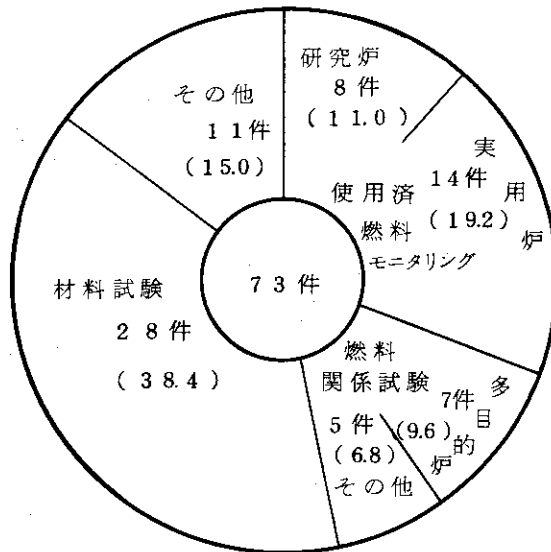 研究炉
8件
(11.0)
実用炉
14件
(19.2)
使用済
燃料
モニタリング
多目的炉
7件
(9.6)
燃料
関係試験
5件
(6.8)
その他
材料試験
28件
(38.4)
その他
11件
(15.0)
73件